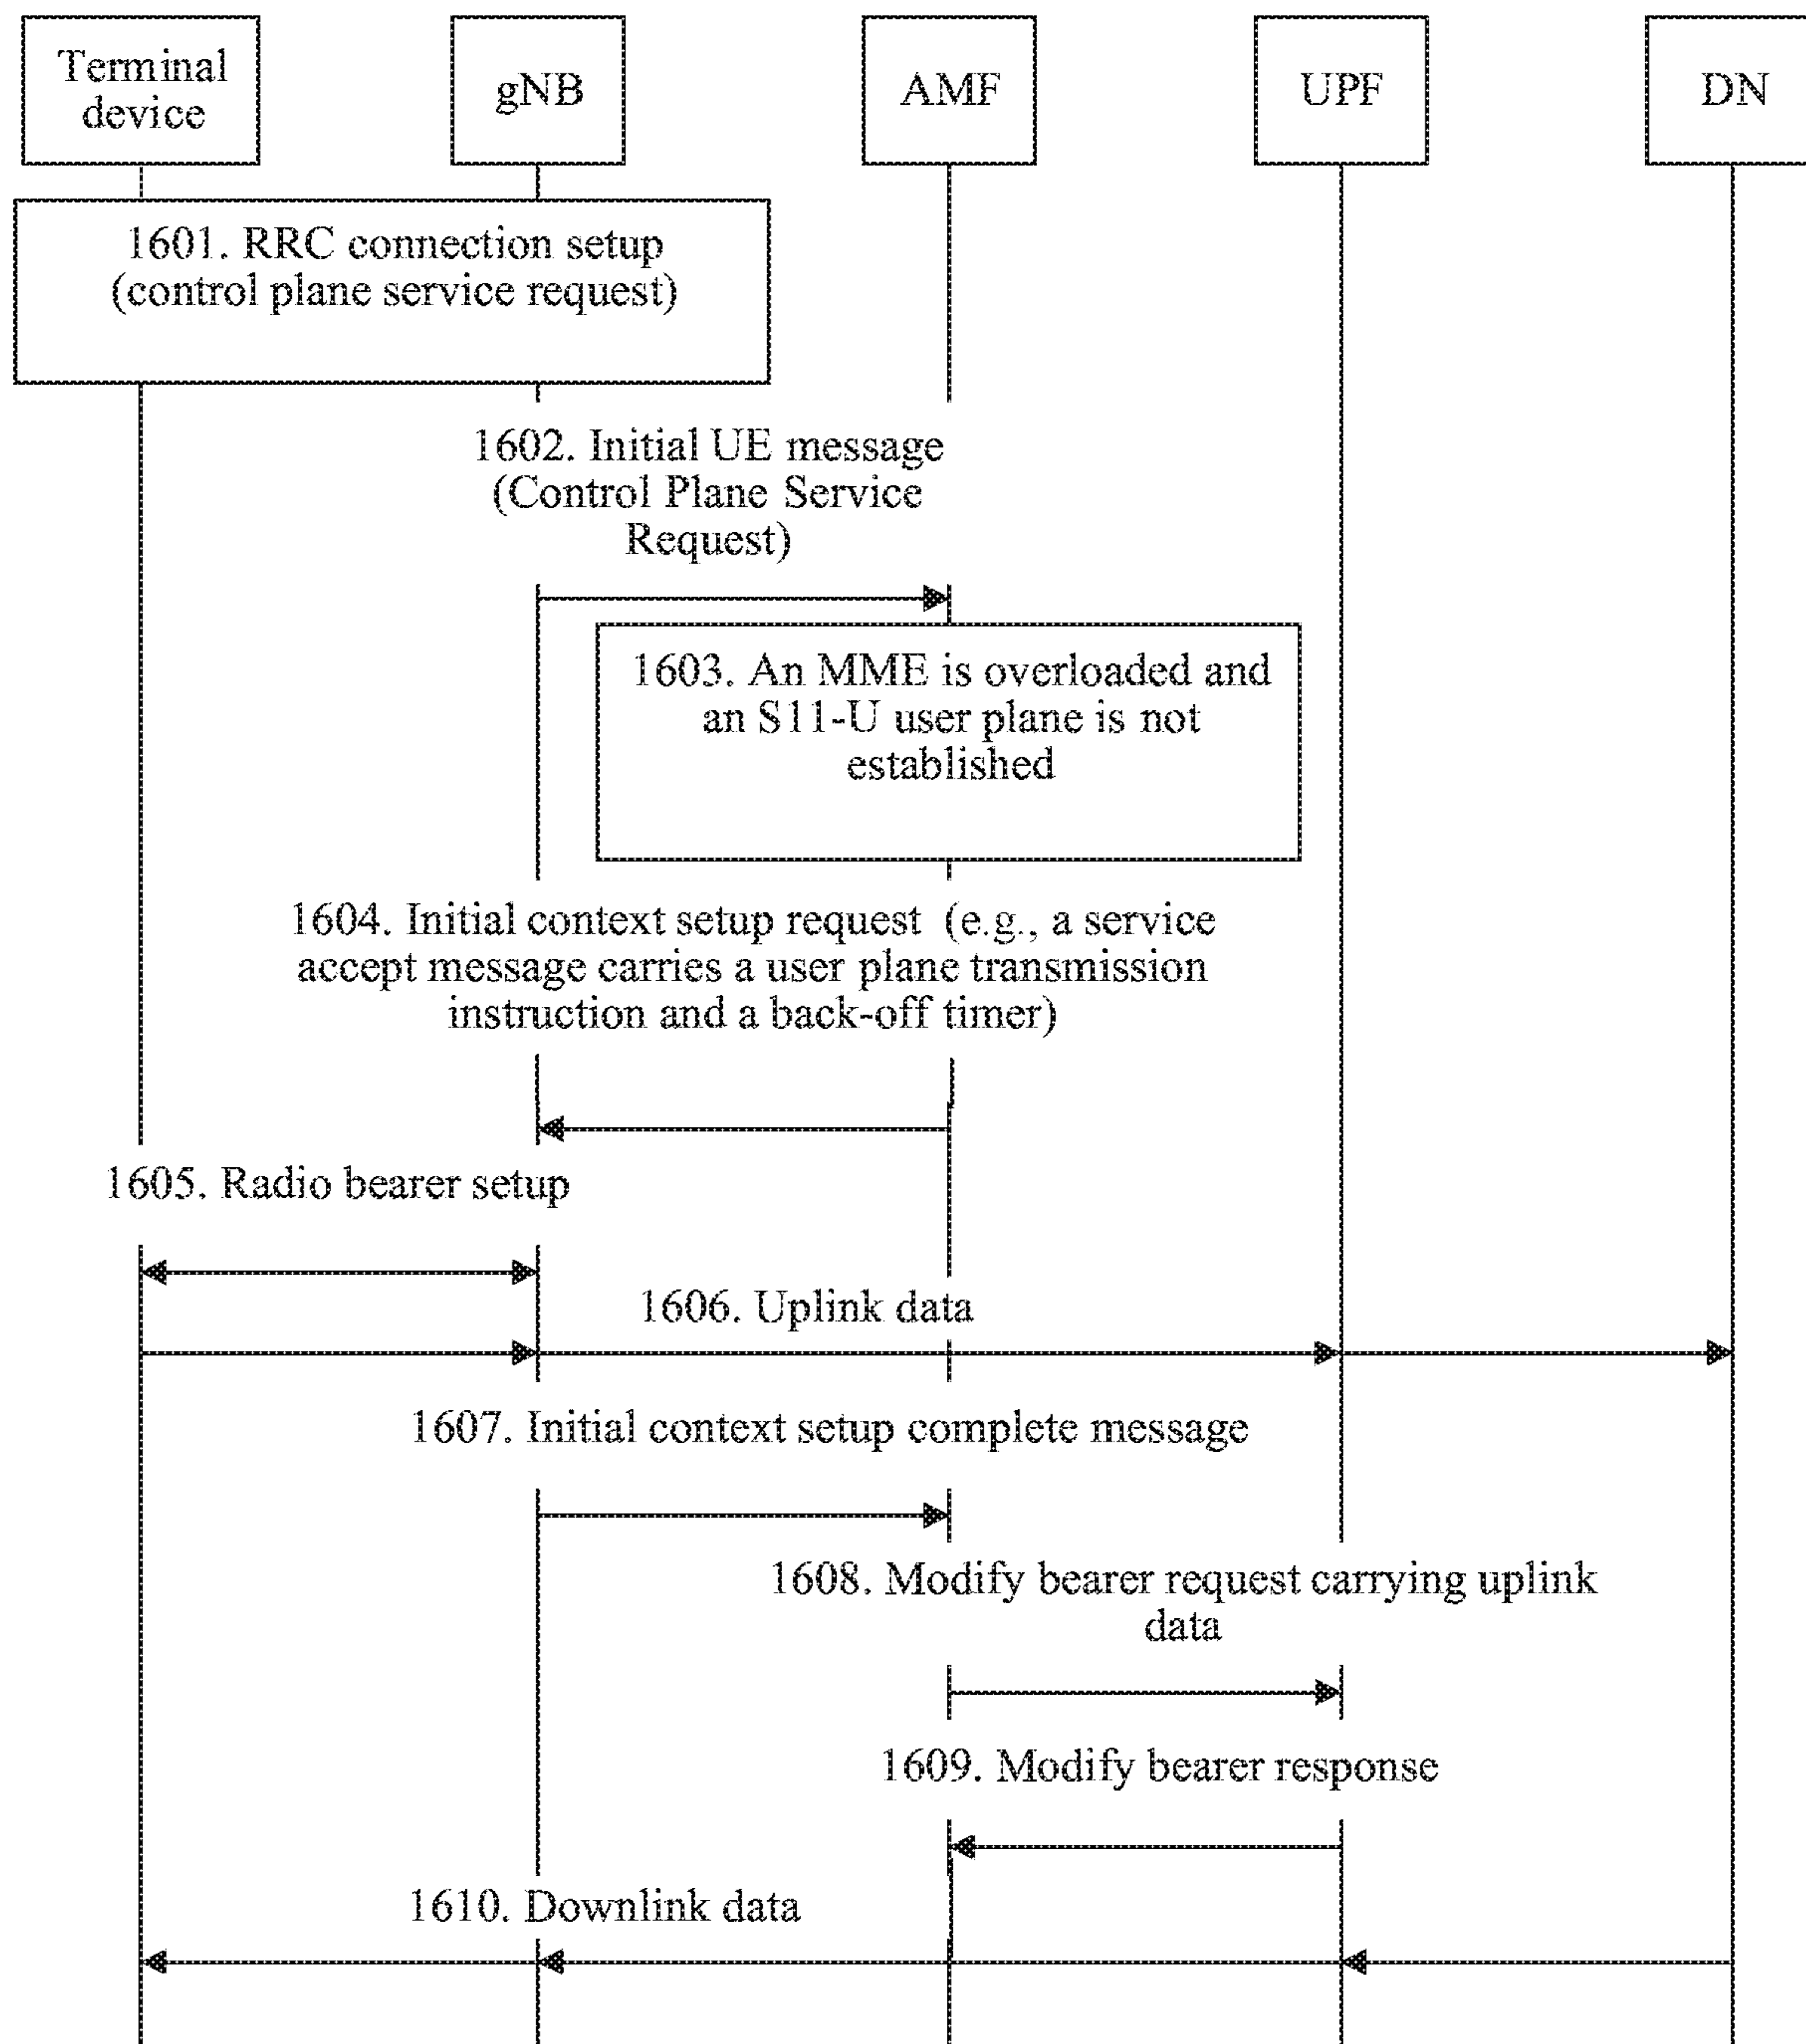 Terminal
device
gNB
AMF
UPF
DN
1601. RRC connection setup
(control plane service request)
1602. Initial UE message
(Control Plane Service
Request)
1603. An MME is overloaded and
an S11-U user plane is not
established
1604. Initial context setup request (e.g., a service
accept message carries a user plane transmission
instruction and a back-off timer)
1605. Radio bearer setup
1606. Uplink data
1607. Initial context setup complete message
1608. Modify bearer request carrying uplink
data
1609. Modify bearer response
1610. Downlink data